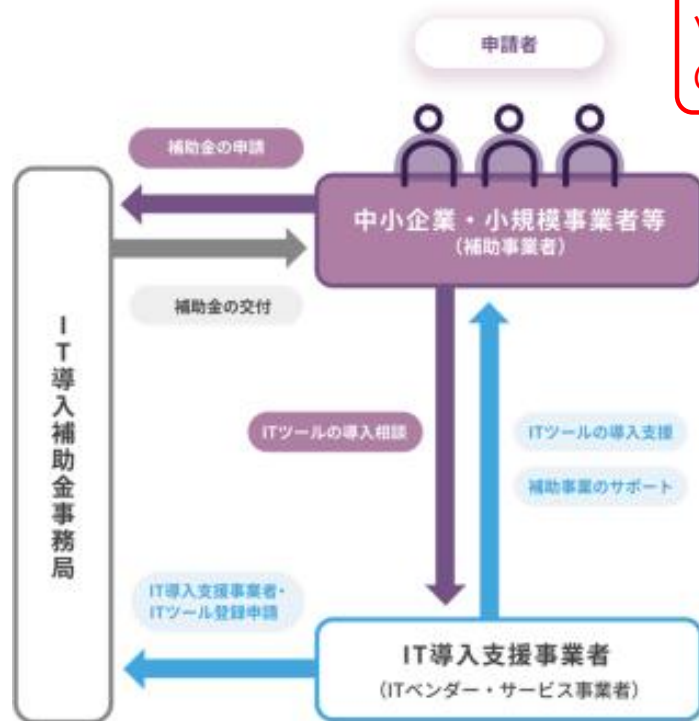 申請者
補助金の申請
中小企業・小規模事業者等
（補助事業者）
補助金の交付
IT導入補助金事務局
ITツールの導入相談
ITツールの導入支援
補助事業のサポート
IT導入支援事業者・
ITツール登録申請
IT導入支援事業者
（ITベンダー・サービス事業者）